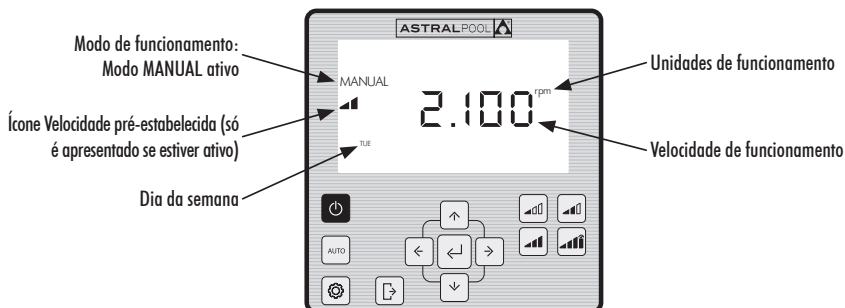 ASTRALPOOL
Modo de funcionamento:
Modo MANUAL ativo
Unidades de funcionamento
MANUAL
2.100 rpm
Ícone Velocidade pré-estabelecida (só
é apresentado se estiver ativo)
Velocidade de funcionamento
TUE
Dia da semana
AUTO